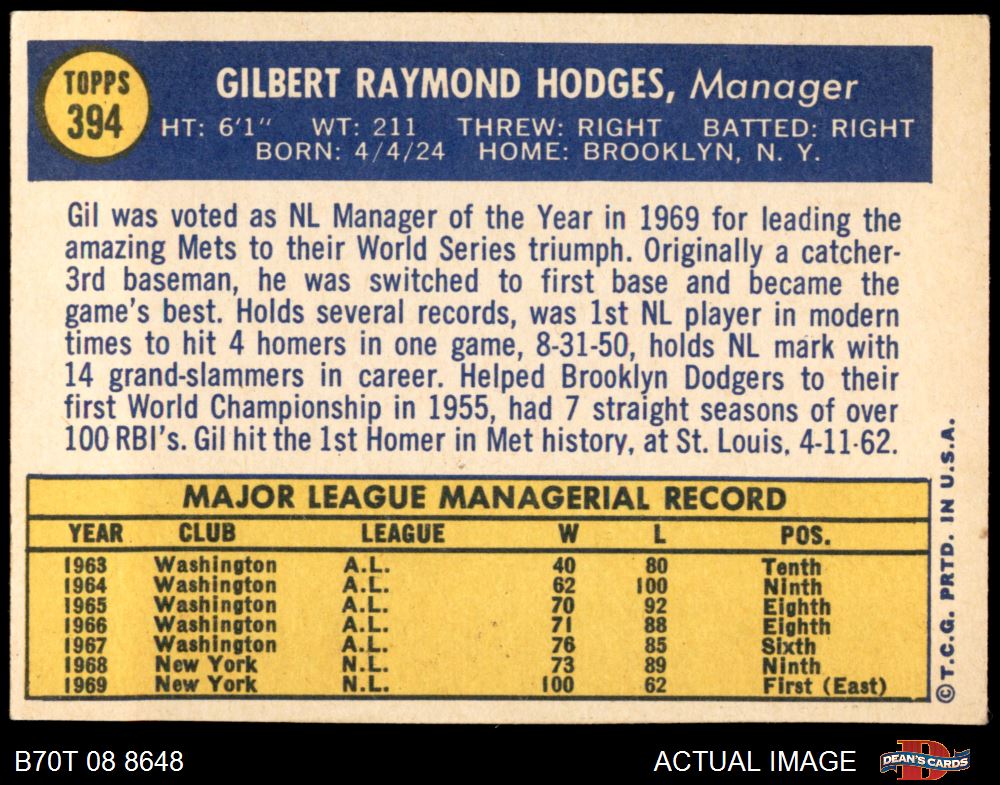 TOPPS
394
GILBERT RAYMOND HODGES, Manager
HT: 6'1" WT: 211 THREW: RIGHT BATTED: RIGHT
BORN: 4/4/24 HOME: BROOKLYN, N. Y.
Gil was voted as NL Manager of the Year in 1969 for leading the
amazing Mets to their World Series triumph. Originally a catcher-
3rd baseman, he was switched to first base and became the
game's best. Holds several records, was 1st NL player in modern
times to hit 4 homers in one game, 8-31-50, holds NL mark with
14 grand-slammers in career. Helped Brooklyn Dodgers to their
first World Championship in 1955, had 7 straight seasons of over
100 RBI's. Gil hit the 1st Homer in Met history, at St. Louis, 4-11-62.
MAJOR LEAGUE MANAGERIAL RECORD
YEAR CLUB LEAGUE W L POS.
1963 Washington A.L. 40 80 Tenth
1964 Washington A.L. 62 100 Ninth
1965 Washington A.L. 70 92 Eighth
1966 Washington A.L. 71 88 Eighth
1967 Washington A.L. 76 85 Sixth
1968 New York N.L. 73 89 Ninth
1969 New York N.L. 100 62 First (East)
© T.C.G. PRTD. IN U.S.A.
B70T 08 8648 ACTUAL IMAGE
D
DEAN'S CARDS